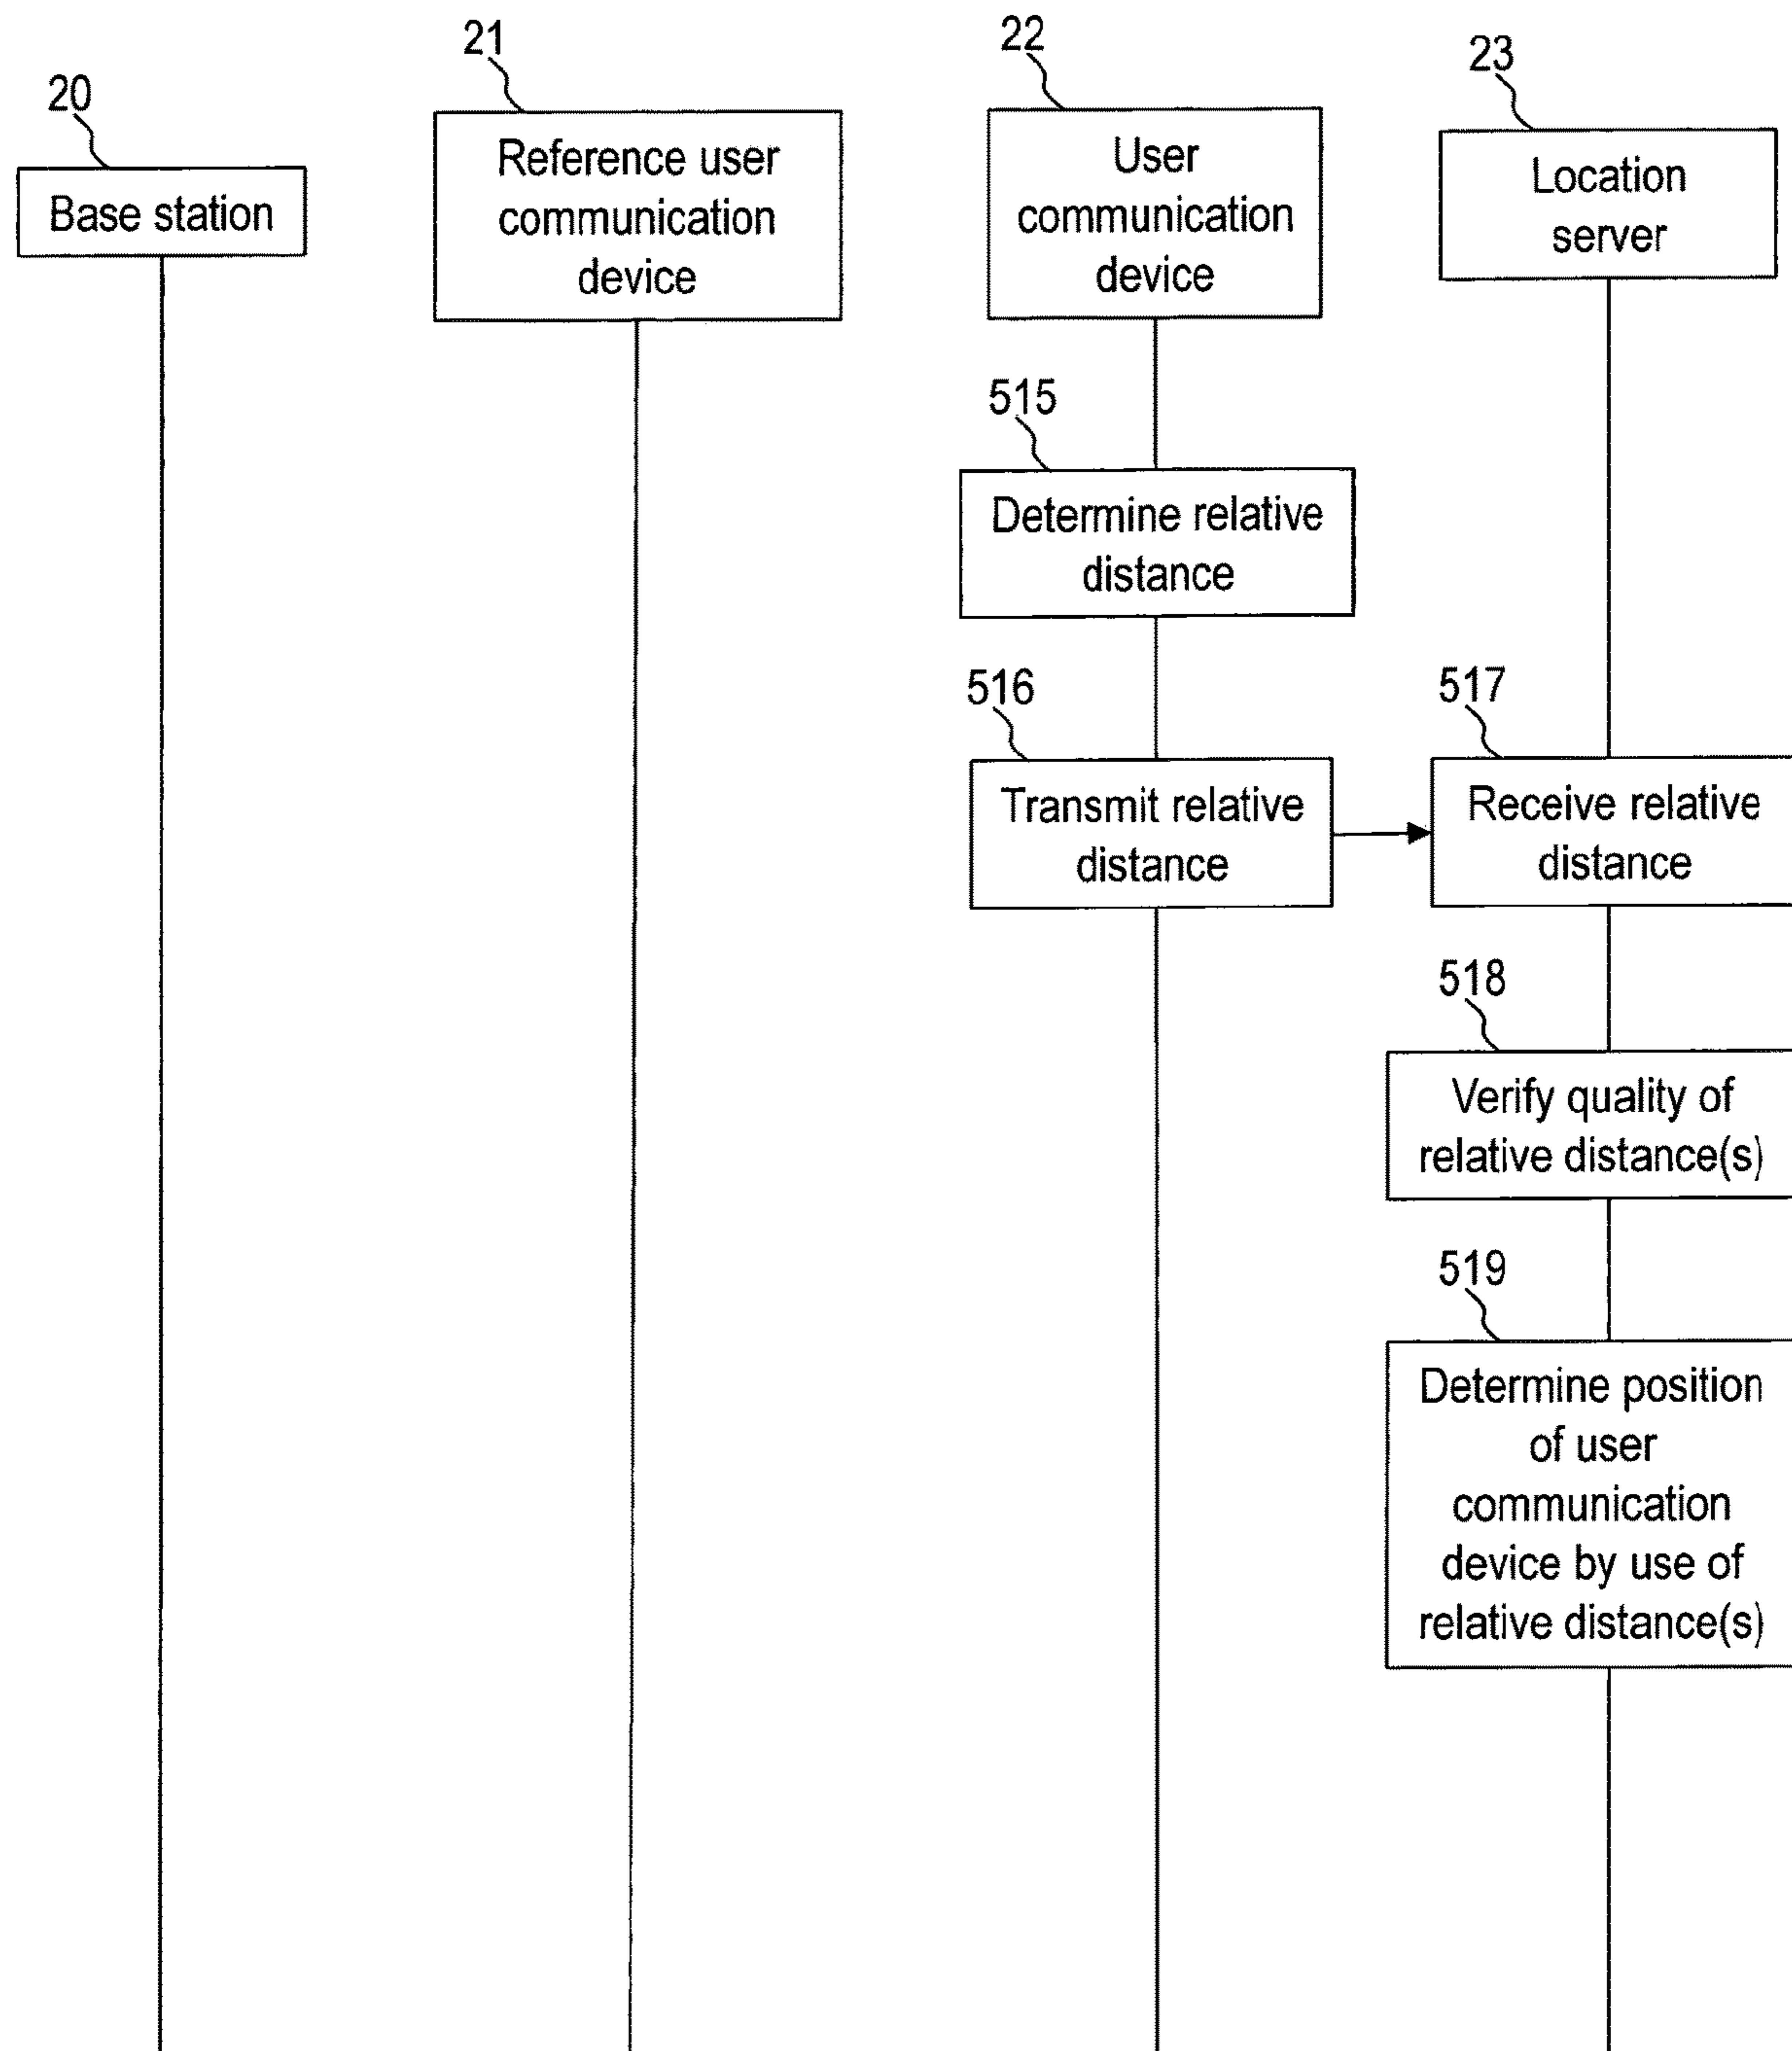 20
Base station
21
Reference user
communication
device
22
User
communication
device
23
Location
server
515
Determine relative
distance
516
Transmit relative
distance
517
Receive relative
distance
518
Verify quality of
relative distance(s)
519
Determine position
of user
communication
device by use of
relative distance(s)